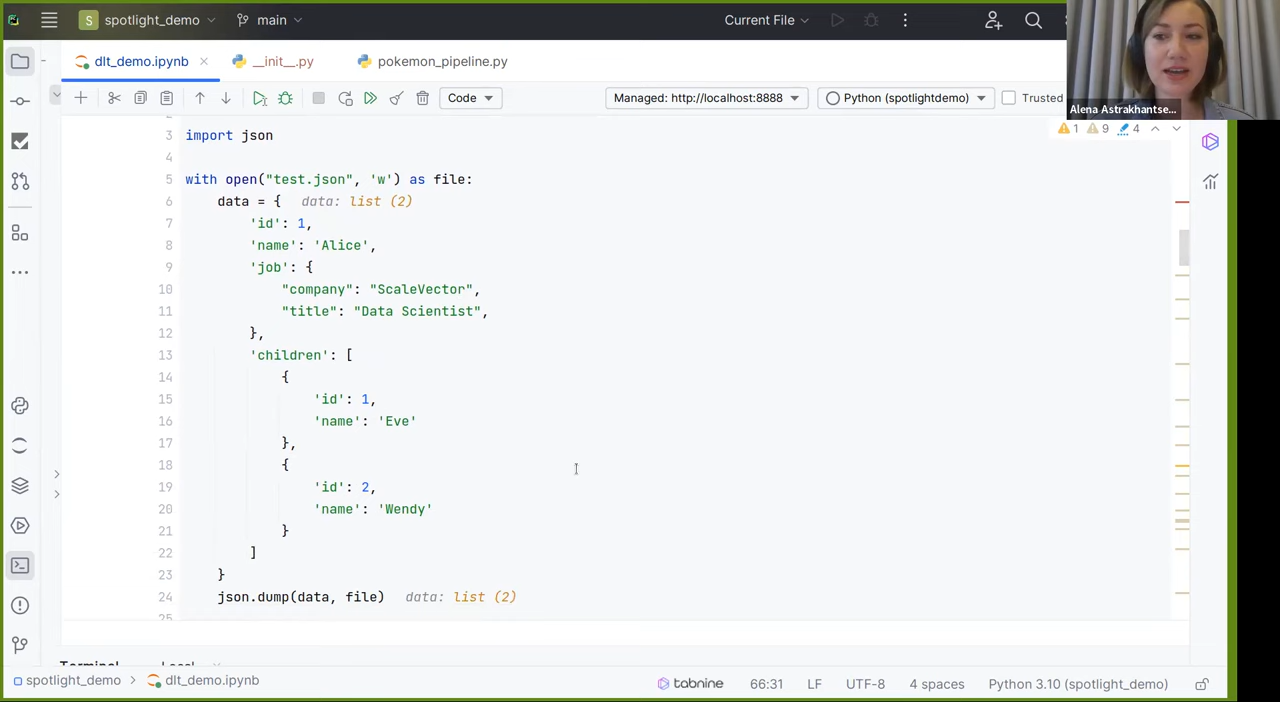 S spotlight_demo main Current File
dlt_demo.ipynb __init__.py pokemon_pipeline.py
Code Managed: http://localhost:8888 Python (spotlightdemo) Trusted
Alena Astrakhantse...
1 9 4
3 import json
4
5 with open("test.json", 'w') as file:
6 data = { data: list (2)
7 'id': 1,
8 'name': 'Alice',
9 'job': {
10 "company": "ScaleVector",
11 "title": "Data Scientist",
12 },
13 'children': [
14 {
15 'id': 1,
16 'name': 'Eve'
17 },
18 {
19 'id': 2,
20 'name': 'Wendy'
21 }
22 ]
23 }
24 json.dump(data, file) data: list (2)
25
Terminal Local
spotlight_demo > dlt_demo.ipynb tabnine 66:31 LF UTF-8 4 spaces Python 3.10 (spotlight_demo)